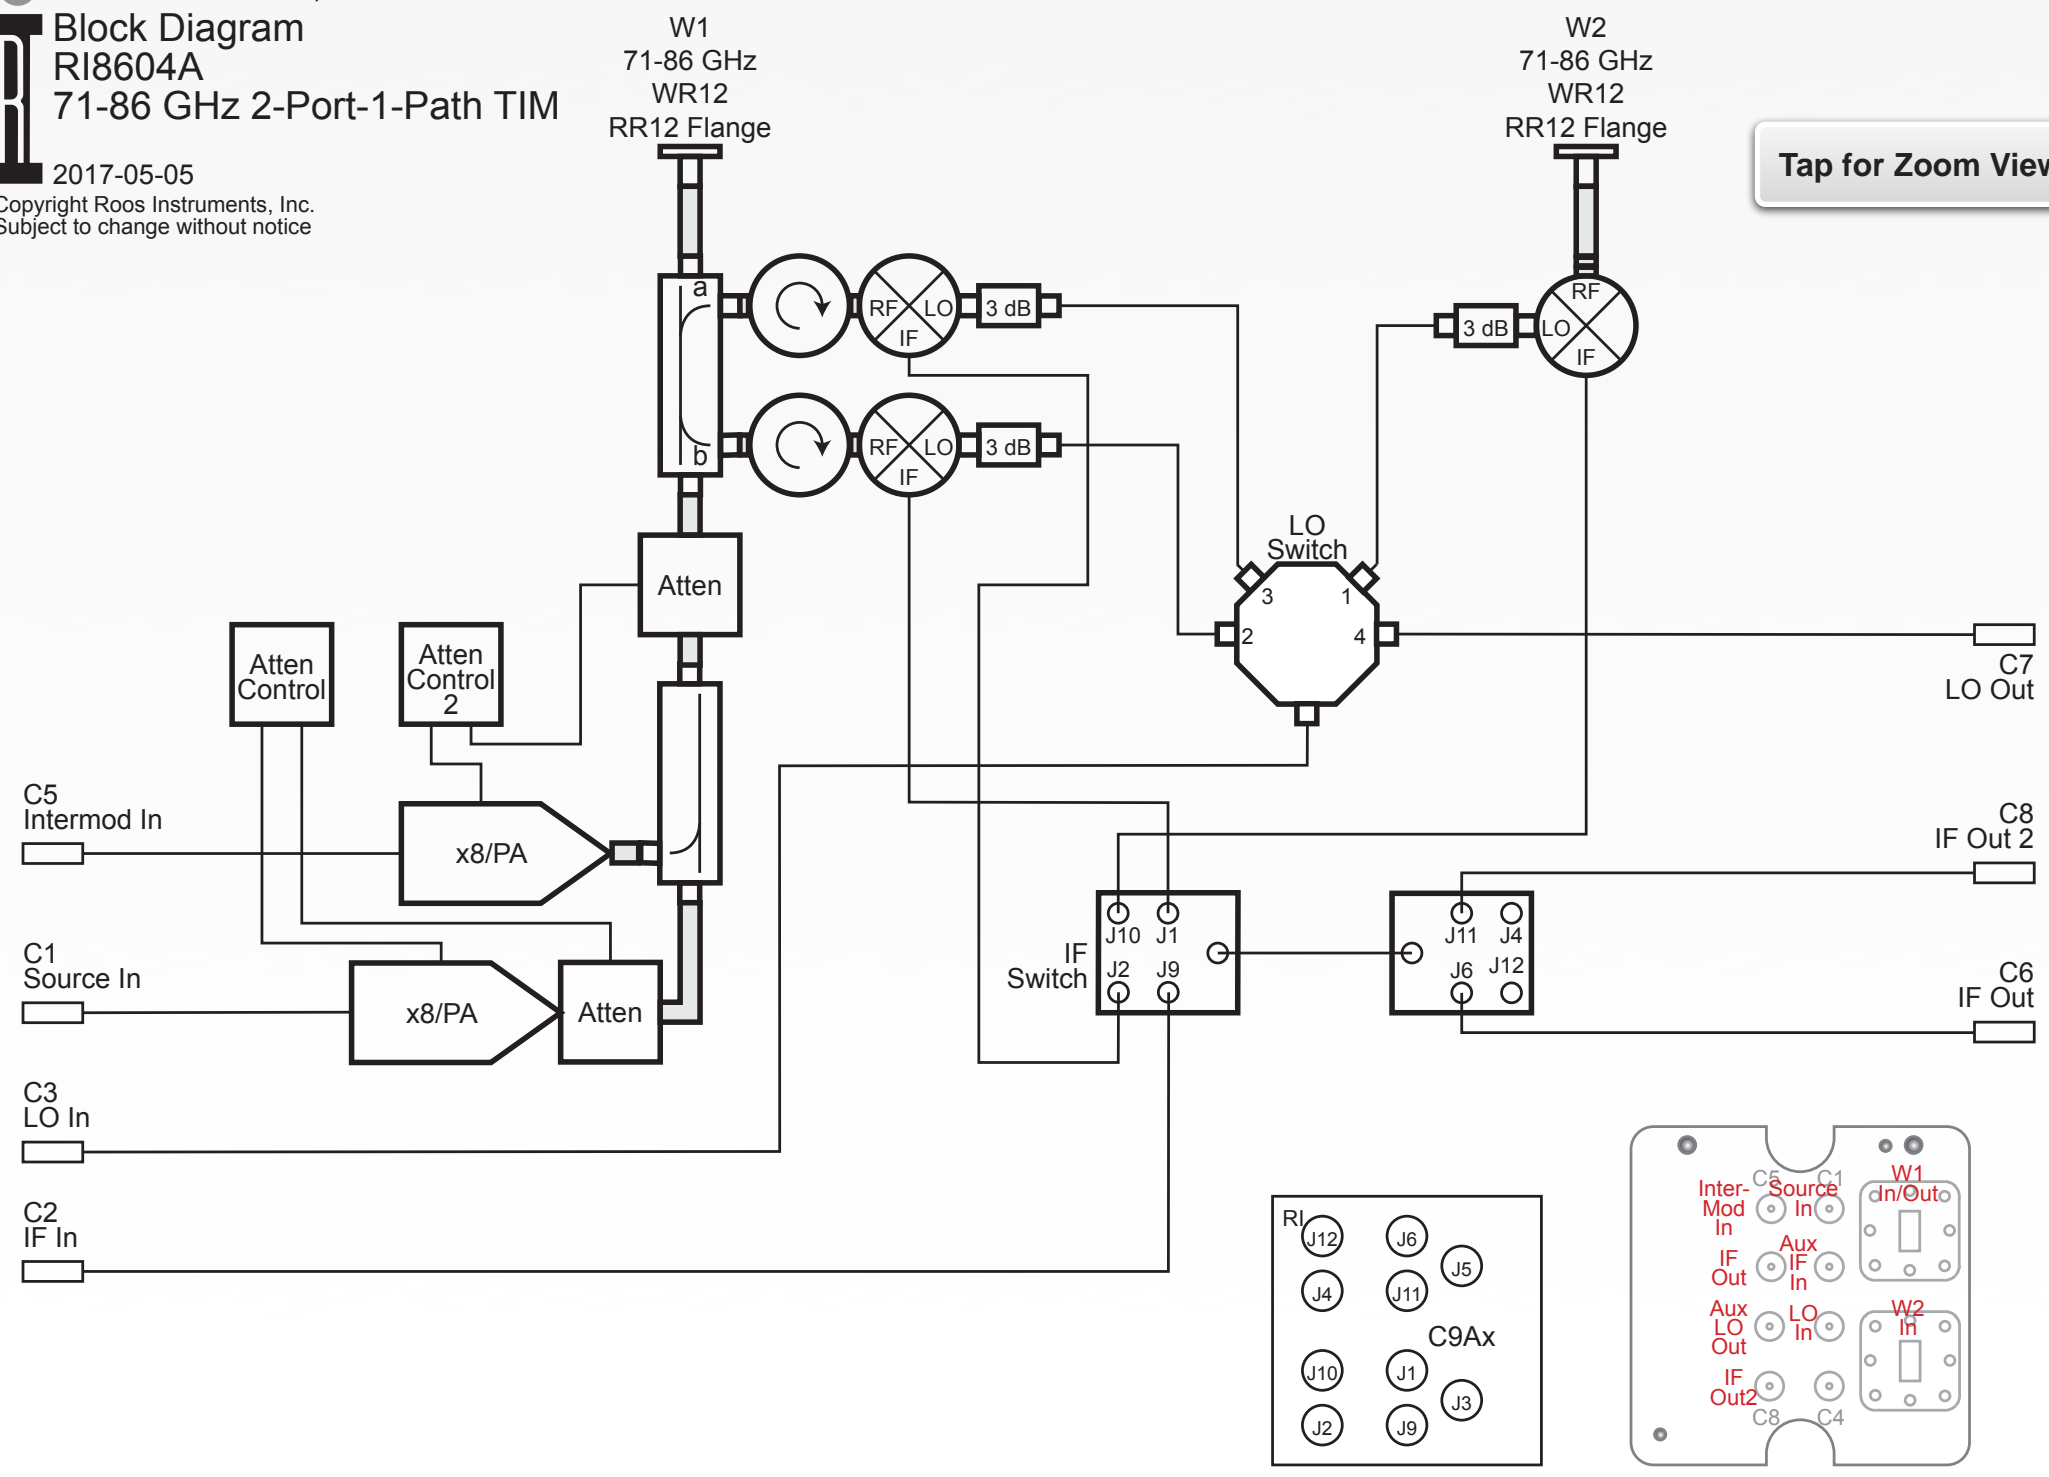 Block Diagram
RI8604A
71-86 GHz 2-Port-1-Path TIM
2017-05-05
Copyright Roos Instruments, Inc.
Subject to change without notice
W1
71-86 GHz
WR12
RR12 Flange
W2
71-86 GHz
WR12
RR12 Flange
Tap for Zoom View
a
RF
LO
IF
3 dB
b
RF
LO
IF
3 dB
3 dB
RF
LO
IF
Atten
LO
Switch
3
1
2
4
C7
LO Out
Atten
Control
Atten
Control
2
C5
Intermod In
x8/PA
C8
IF Out 2
C1
Source In
x8/PA
Atten
IF
Switch
J10
J1
J2
J9
J11
J4
J6
J12
C6
IF Out
C3
LO In
C2
IF In
RI
J12
J6
J5
J4
J11
C9Ax
J10
J1
J3
J2
J9
C5
C1
Inter-
Mod
In
Source
In
W1
In/Out
IF
Out
Aux
IF
In
Aux
LO
Out
LO
In
W2
In
IF
Out2
C8
C4